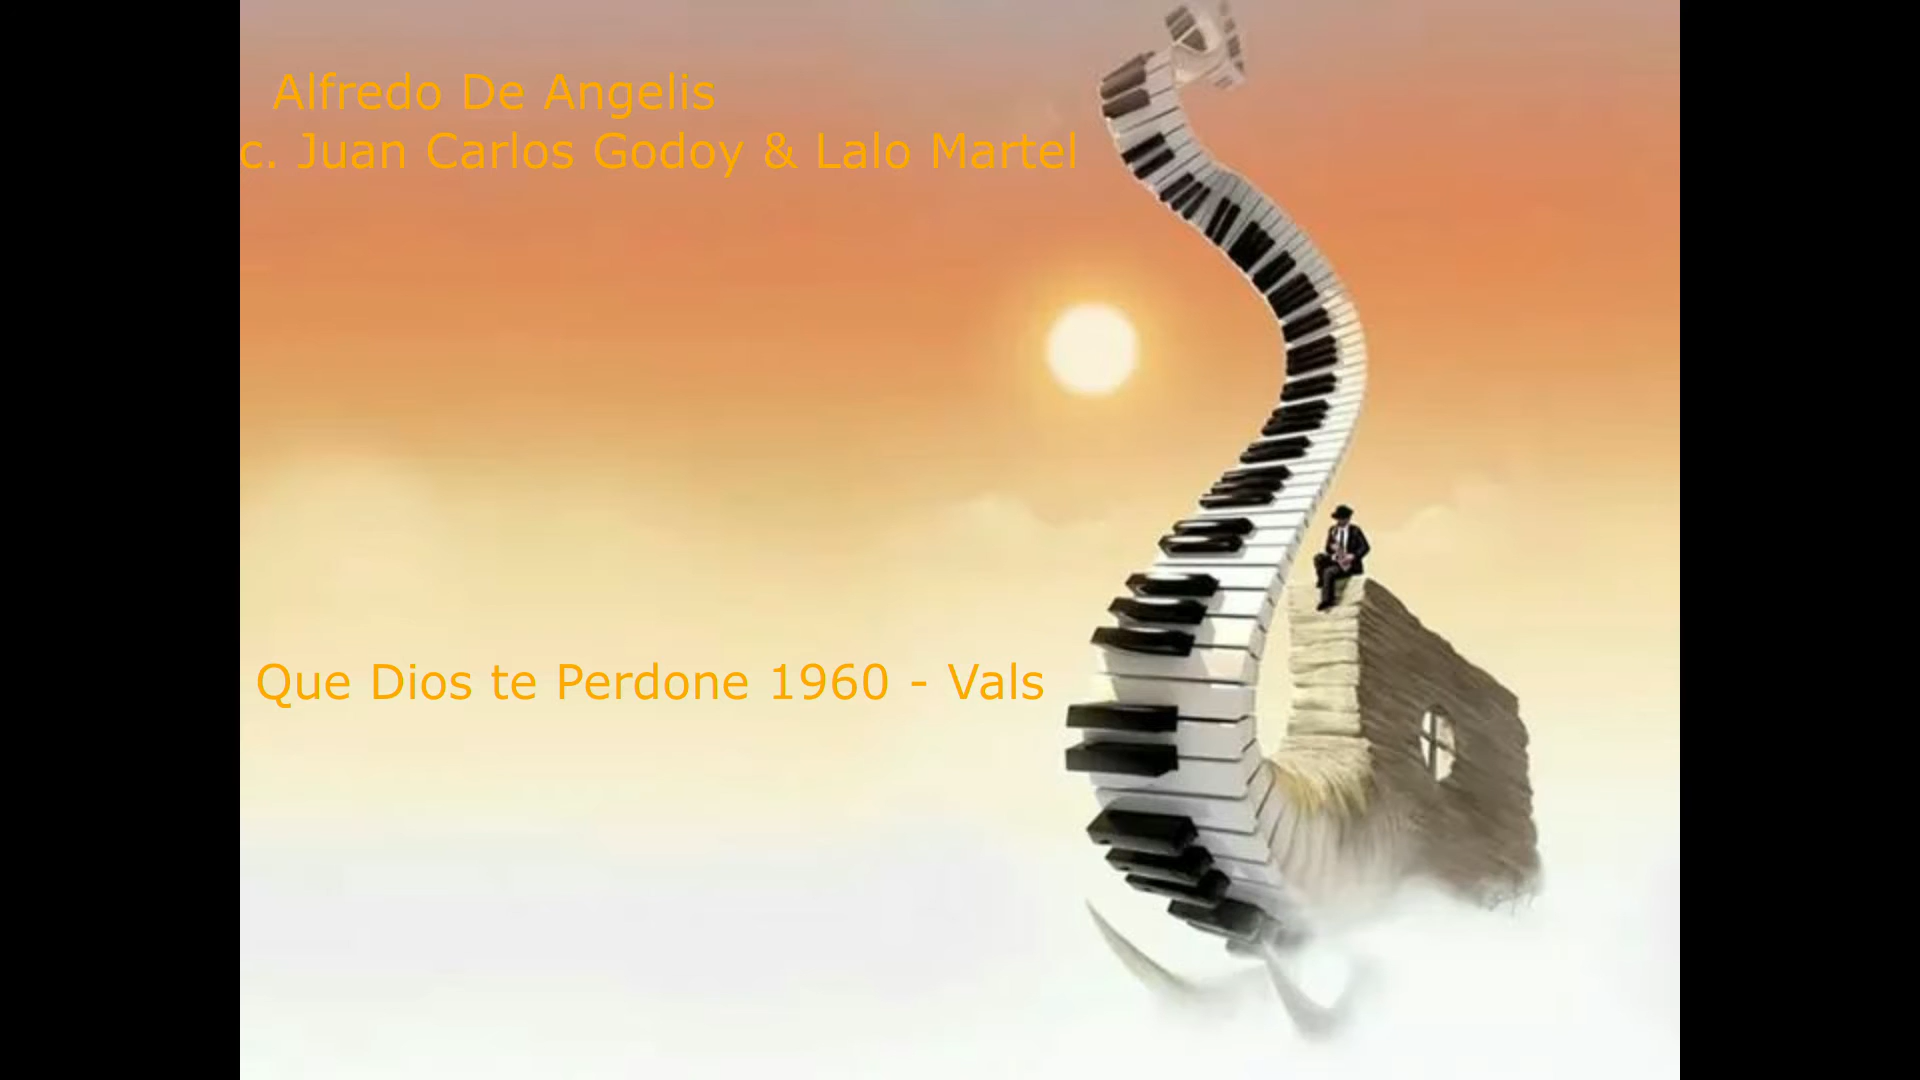 Alfredo De Angelis
c. Juan Carlos Godoy & Lalo Martel
Que Dios te Perdone 1960 - Vals